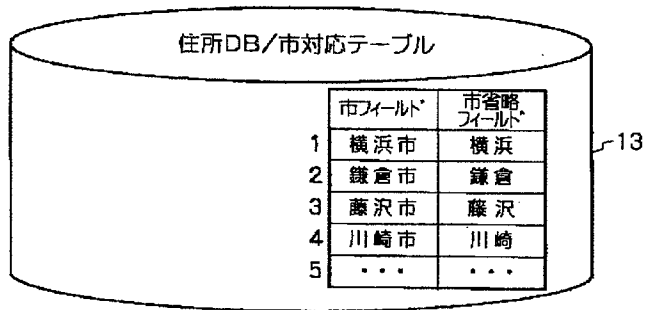 住所DB/市対応テーブル
市フィールド 市省略フィールド
1 横浜市 横浜
2 鎌倉市 鎌倉
3 藤沢市 藤沢
4 川崎市 川崎
5 ・・・ ・・・
13